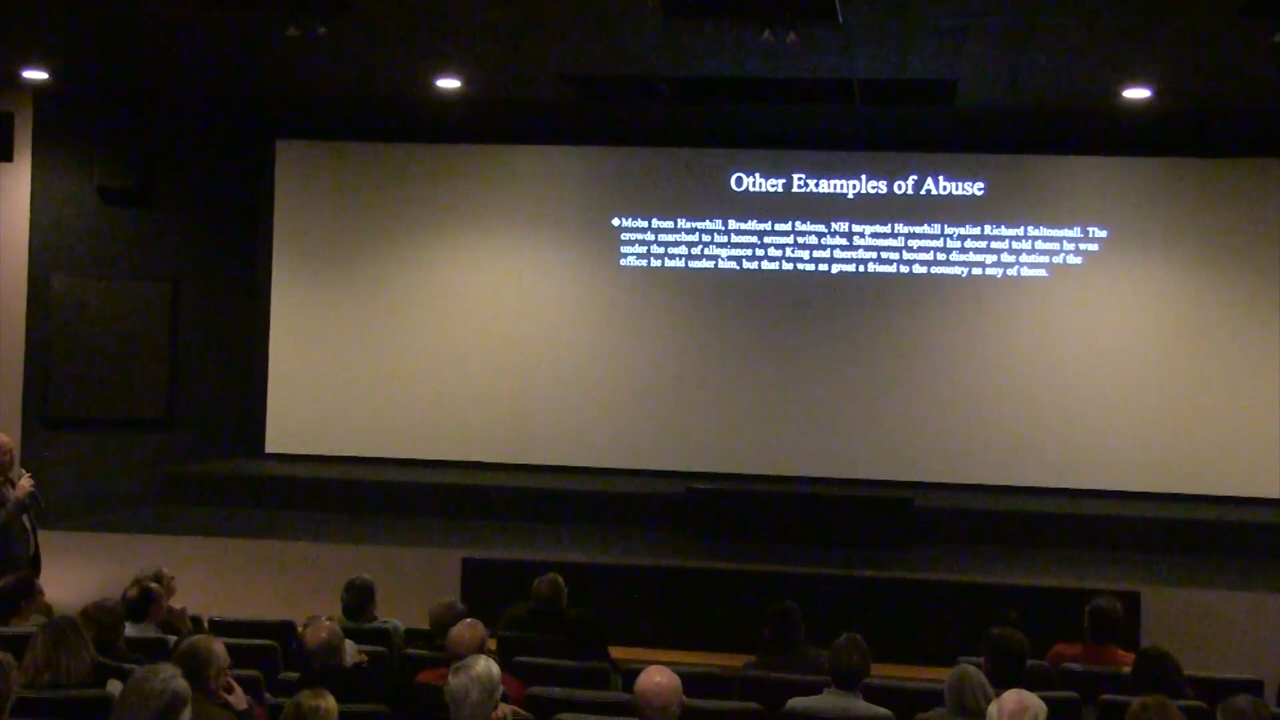 Other Examples of Abuse
❖Mobs from Haverhill, Bradford and Salem, NH targeted Haverhill loyalist Richard Saltonstall. The
crowds marched to his home, armed with clubs. Saltonstall opened his door and told them he was
under the oath of allegiance to the King and therefore was bound to discharge the duties of the
office he held under him, but that he was as great a friend to the country as any of them.